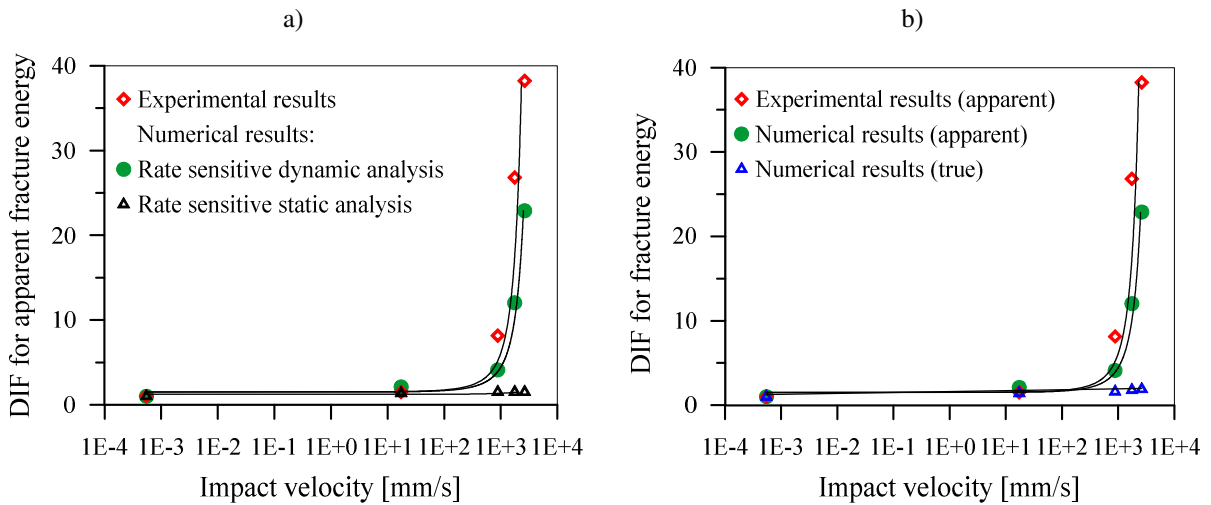 a)
DIF for apparent fracture energy
40
30
20
10
0
Experimental results
Numerical results:
Rate sensitive dynamic analysis
Rate sensitive static analysis
1E-4 1E-3 1E-2 1E-1 1E+0 1E+1 1E+2 1E+3 1E+4
Impact velocity [mm/s]
b)
DIF for fracture energy
40
30
20
10
0
Experimental results (apparent)
Numerical results (apparent)
Numerical results (true)
1E-4 1E-3 1E-2 1E-1 1E+0 1E+1 1E+2 1E+3 1E+4
Impact velocity [mm/s]